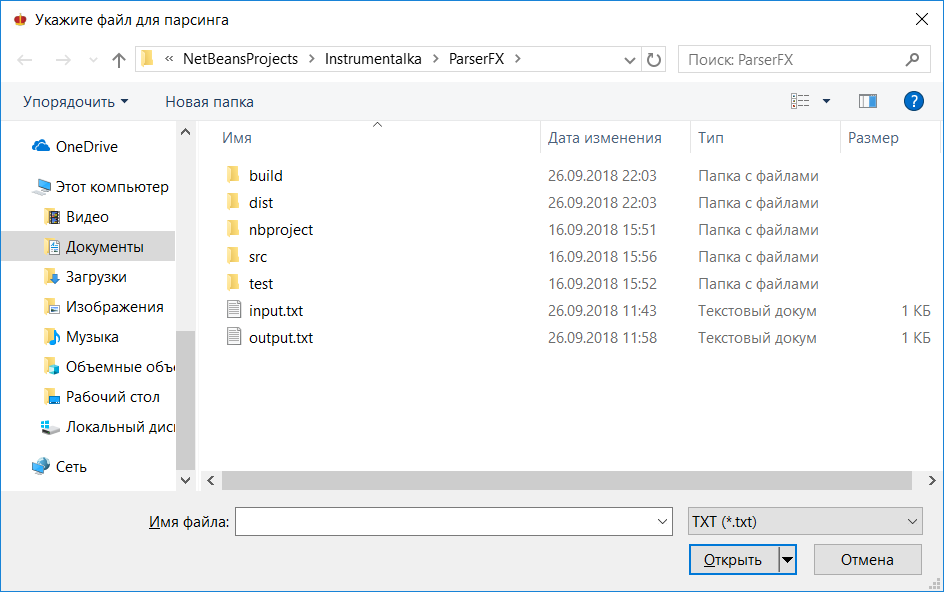 Укажите файл для парсинга
« NetBeansProjects > Instrumentalka > ParserFX >
Поиск: ParserFX
Упорядочить
Новая папка
?
Имя Дата изменения Тип Размер
OneDrive
Этот компьютер
Видео
Документы
Загрузки
Изображения
Музыка
Объемные объ
Рабочий стол
Локальный дис
Сеть
build 26.09.2018 22:03 Папка с файлами
dist 26.09.2018 22:03 Папка с файлами
nbproject 16.09.2018 15:51 Папка с файлами
src 16.09.2018 15:56 Папка с файлами
test 16.09.2018 15:52 Папка с файлами
input.txt 26.09.2018 11:43 Текстовый докум 1 КБ
output.txt 26.09.2018 11:58 Текстовый докум 1 КБ
Имя файла:
TXT (*.txt)
Открыть
Отмена